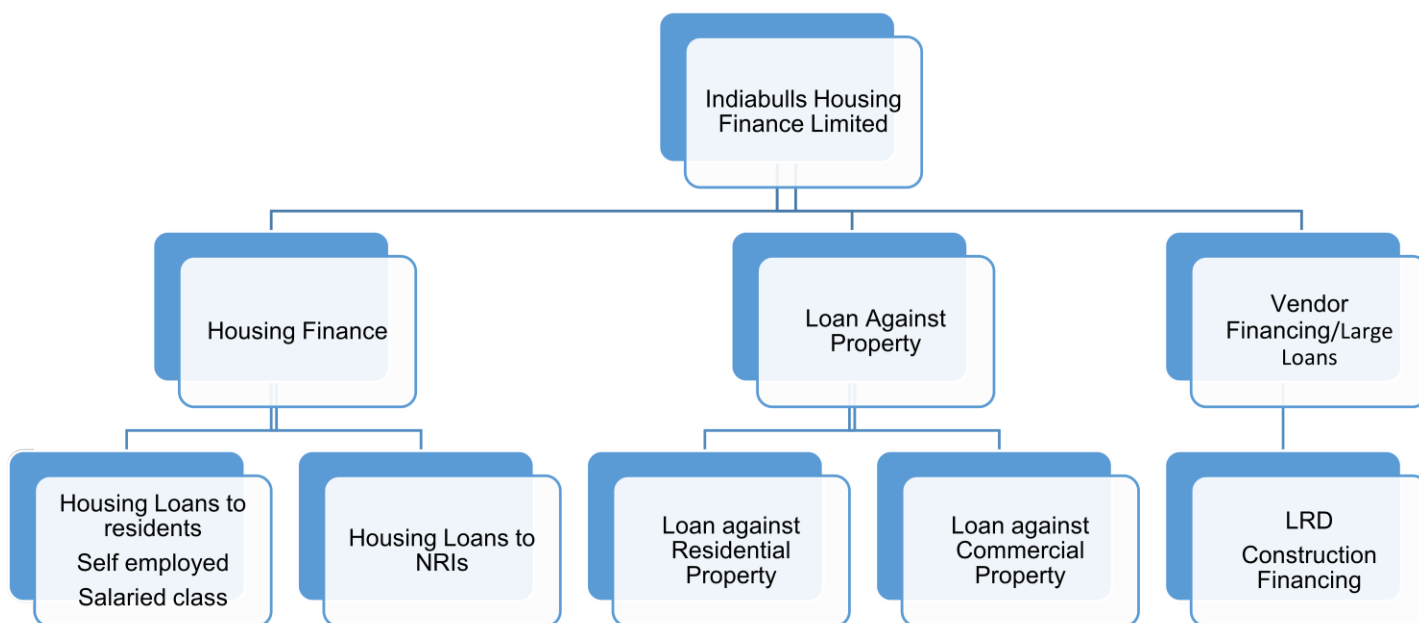 Indiabulls Housing
Finance Limited
Housing Finance
Loan Against
Property
Vendor
Financing/Large
Loans
Housing Loans to
residents
Self employed
Salaried class
Housing Loans to
NRIs
Loan against
Residential
Property
Loan against
Commercial
Property
LRD
Construction
Financing